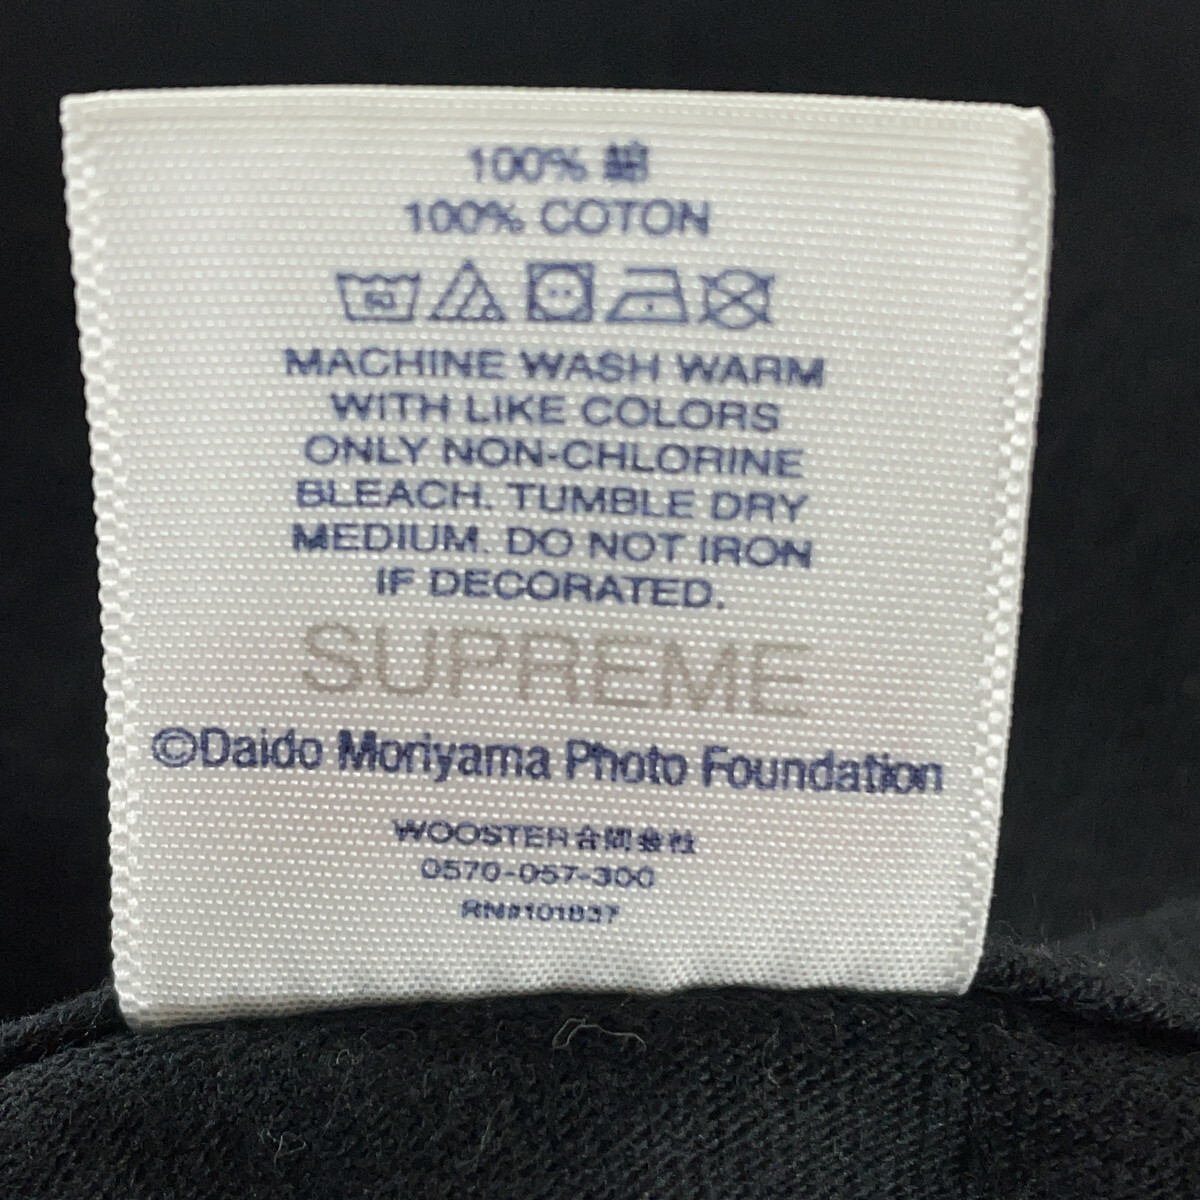 100% 綿
100% COTON
MACHINE WASH WARM
WITH LIKE COLORS
ONLY NON-CHLORINE
BLEACH. TUMBLE DRY
MEDIUM. DO NOT IRON
IF DECORATED.
SUPREME
©Daido Moriyama Photo Foundation
WOOSTER合同会社
0570-057-300
RN#101837